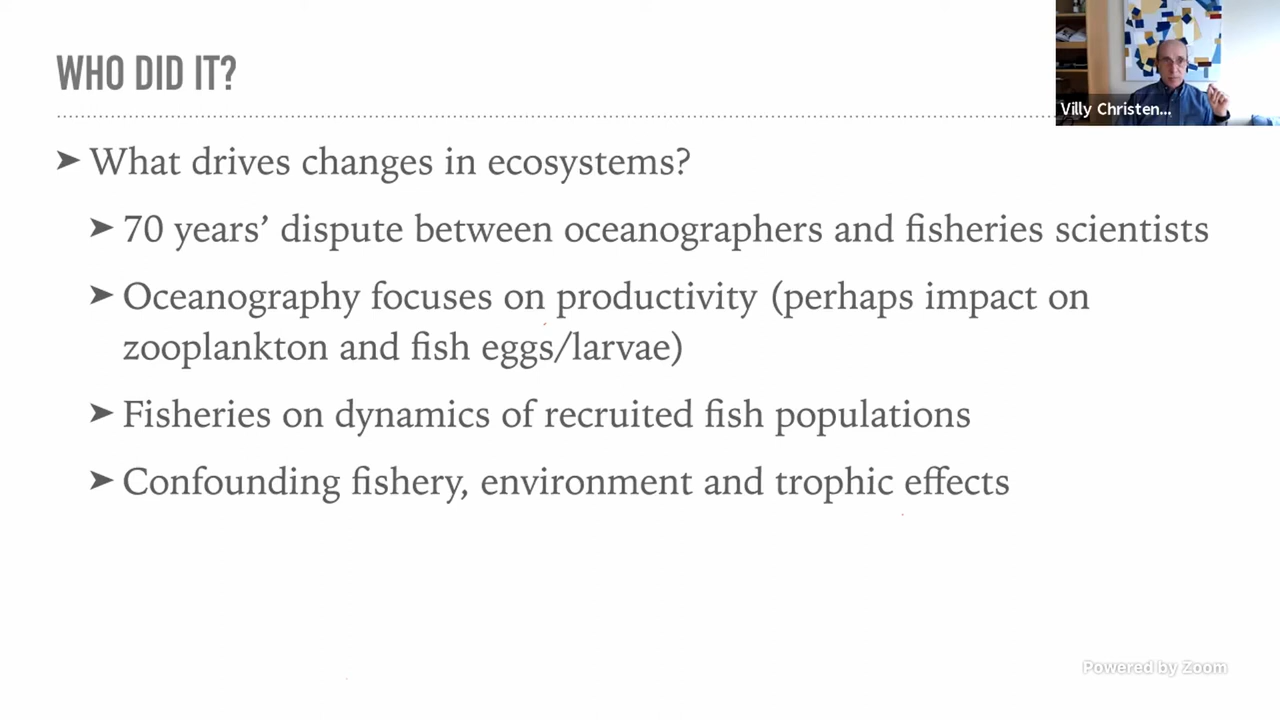 WHO DID IT?
Villy Christen...
➤ What drives changes in ecosystems?
➤ 70 years’ dispute between oceanographers and fisheries scientists
➤ Oceanography focuses on productivity (perhaps impact on
zooplankton and fish eggs/larvae)
➤ Fisheries on dynamics of recruited fish populations
➤ Confounding fishery, environment and trophic effects
Powered by Zoom